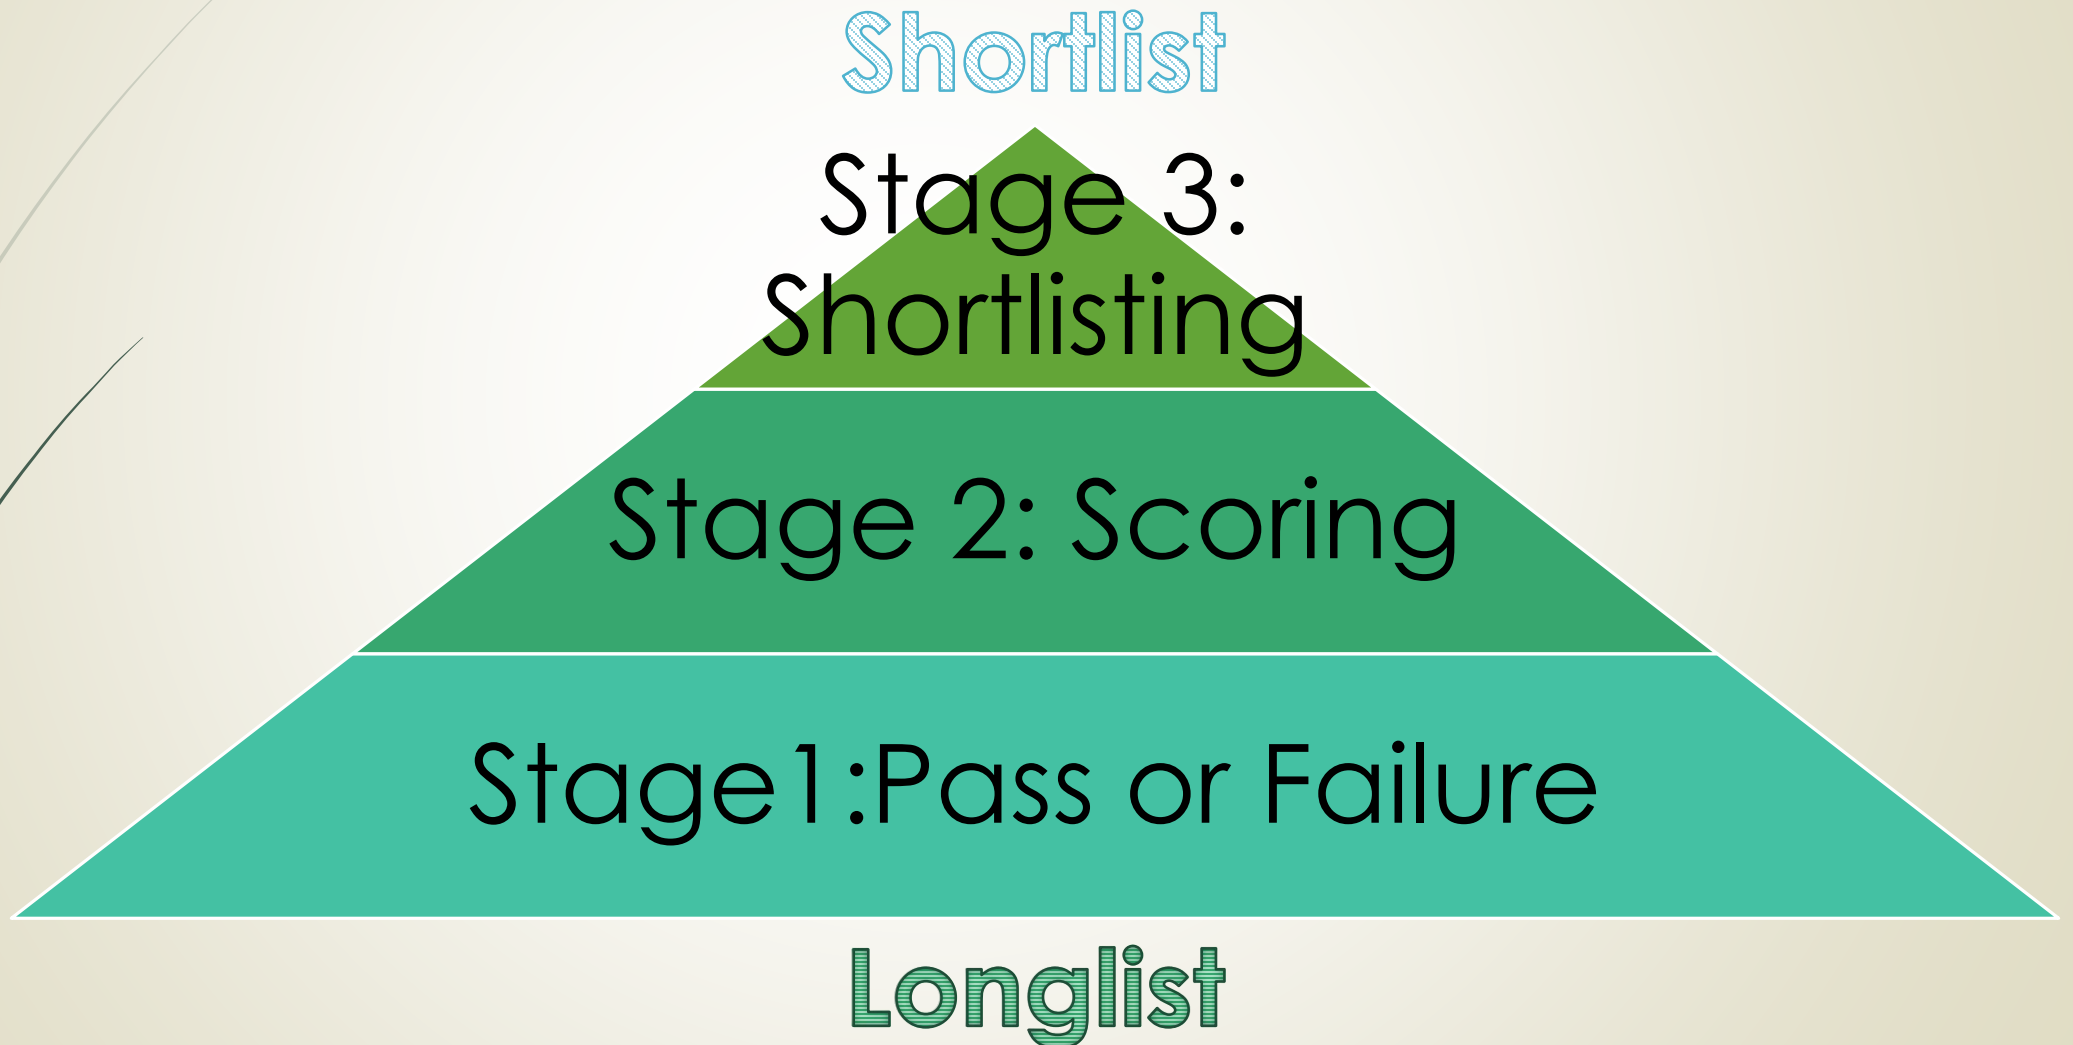 Shortlist
Stage 3:
Shortlisting
Stage 2: Scoring
Stage1:Pass or Failure
Longlist